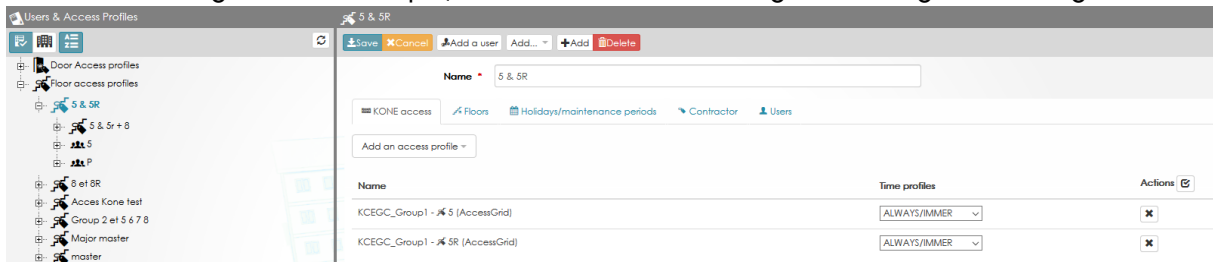 Users & Access Profiles
5 & 5R
Save Cancel Add a user Add... Add Delete
Door Access profiles
Floor access profiles
5 & 5R
5 & 5r + 8
5
P
8 et 8R
Acces Kone test
Group 2 et 5 6 7 8
Major master
master
Name * 5 & 5R
KONE access Floors Holidays/maintenance periods Contractor Users
Add an access profile
Name Time profiles Actions
KCEGC_Group1 - 5 (AccessGrid) ALWAYS/IMMER
KCEGC_Group1 - 5R (AccessGrid) ALWAYS/IMMER